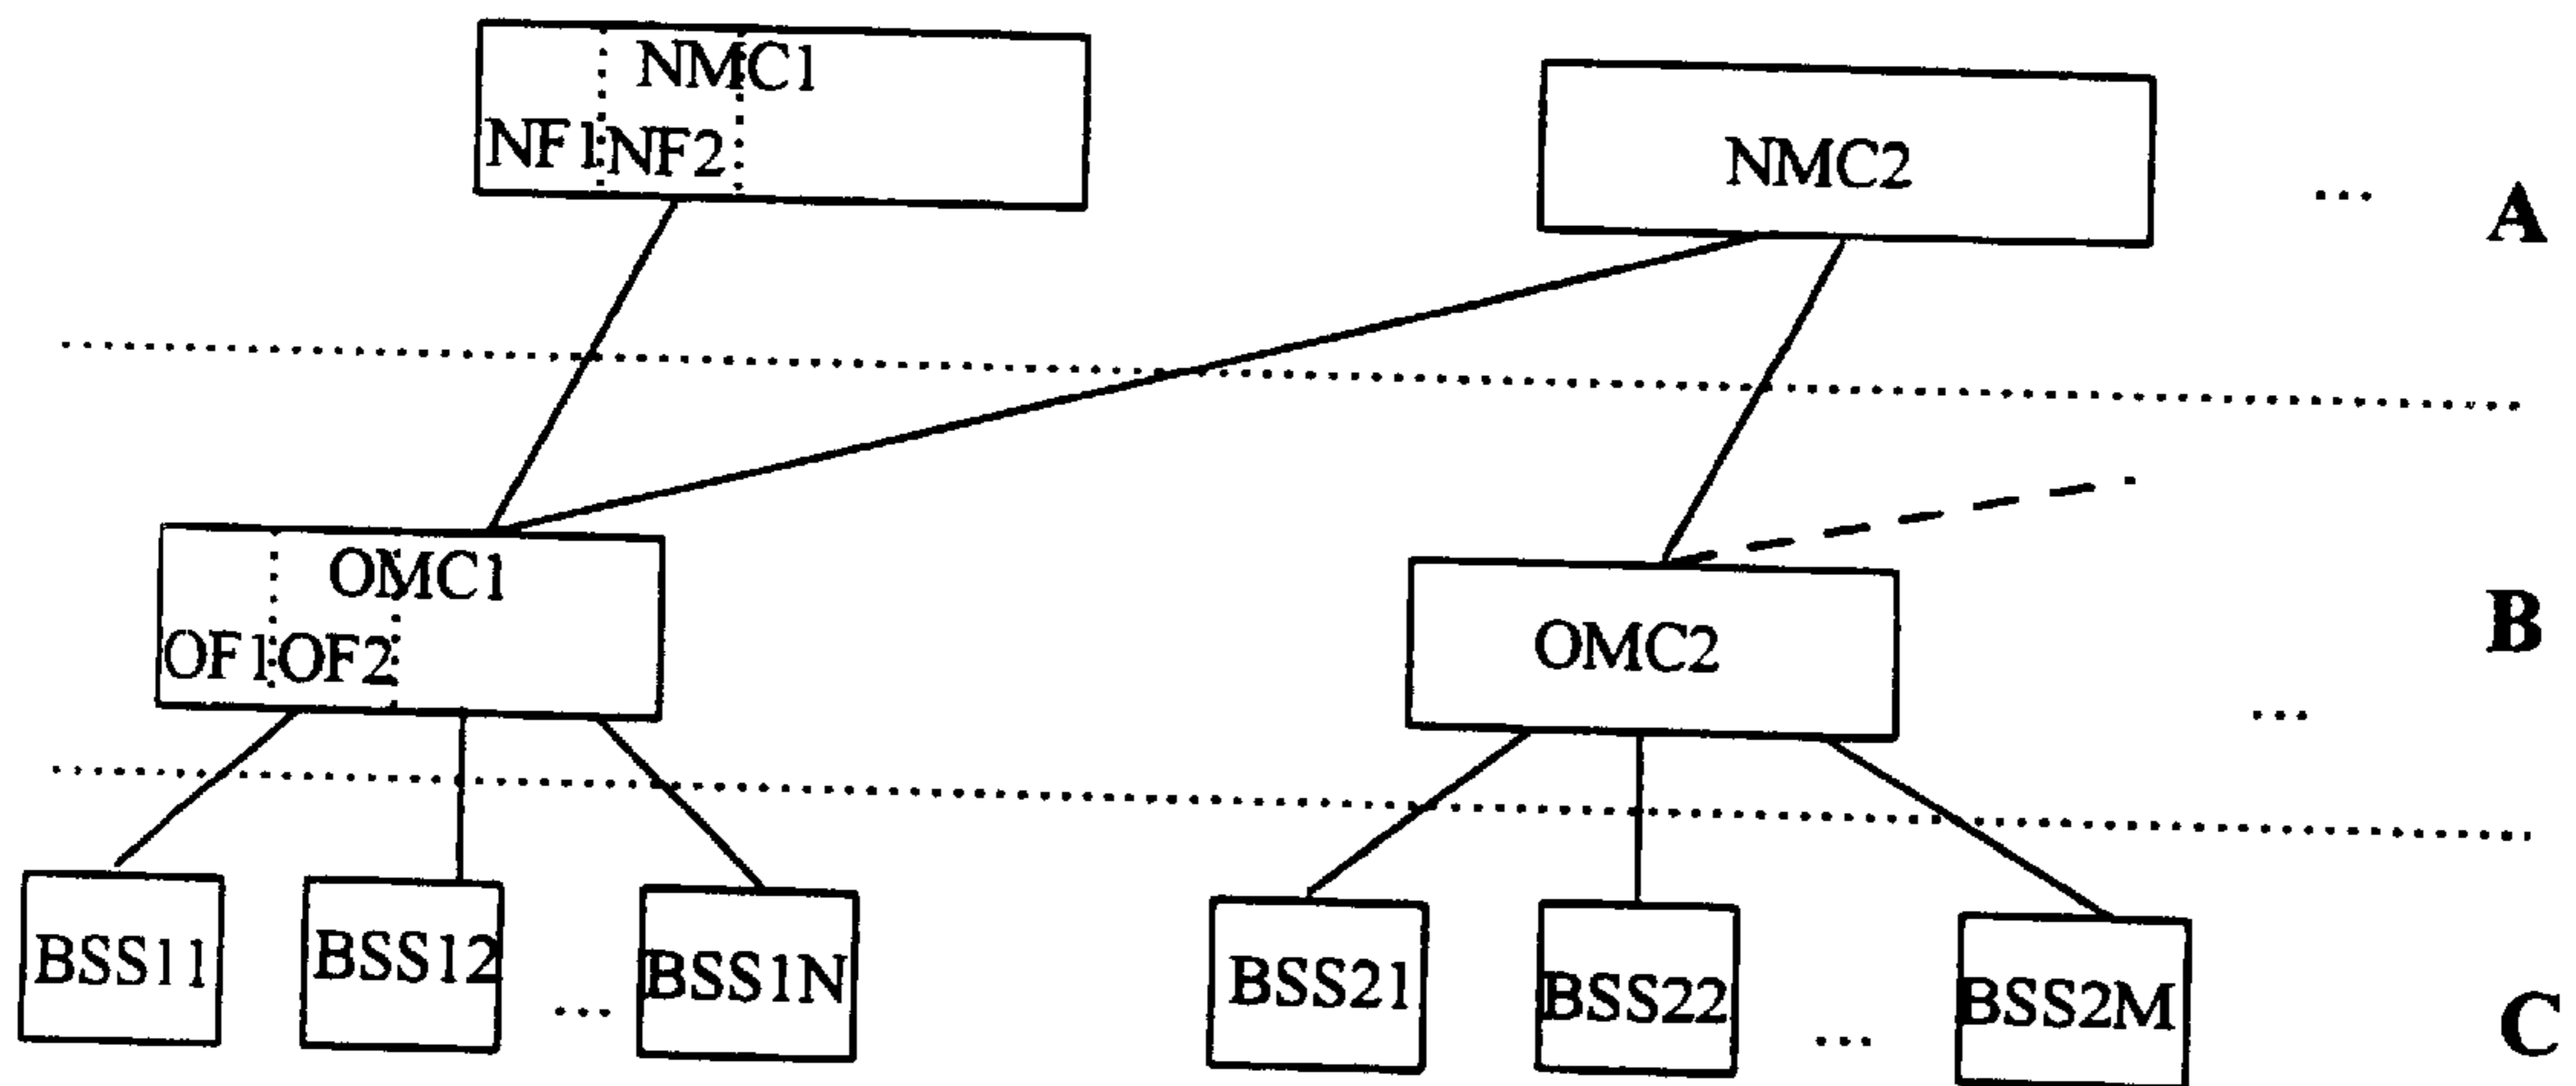 NMC1
NF1 NF2
NMC2
...
A
OMC1
OF1 OF2
OMC2
...
B
BSS11
BSS12
...
BSS1N
BSS21
BSS22
...
BSS2M
C